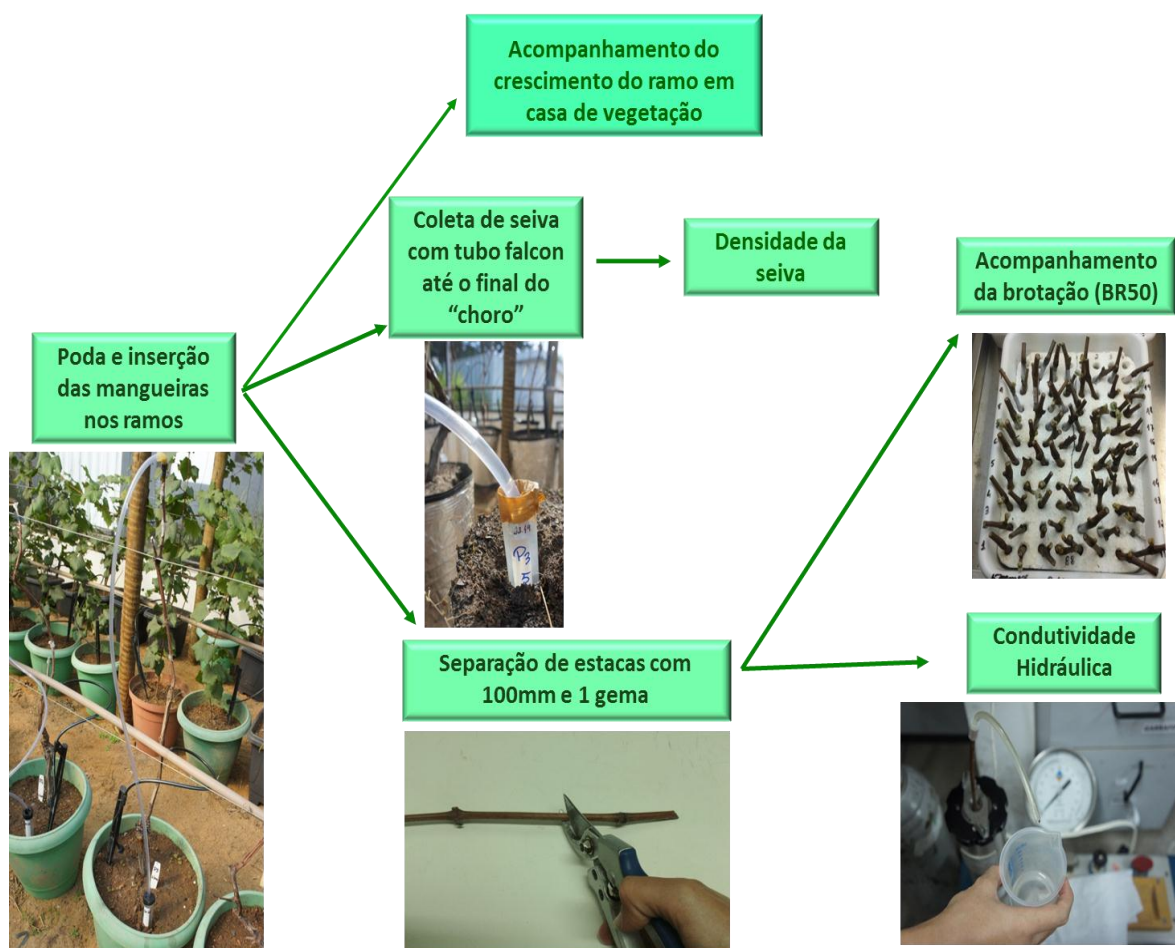 Acompanhamento do
crescimento do ramo em
casa de vegetação
Coleta de seiva
com tubo falcon
até o final do
“choro”
Densidade da
seiva
Acompanhamento
da brotação (BR50)
Poda e inserção
das mangueiras
nos ramos
P3
5
Separação de estacas com
100mm e 1 gema
Condutividade
Hidráulica